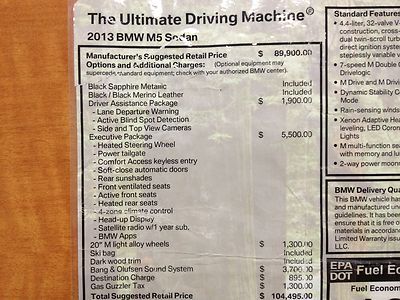 The Ultimate Driving Machine®
2013 BMW M5 Sedan
Manufacturer's Suggested Retail Price $ 89,900.00
Options and Additional Charges: (Optional equipment may
supercede standard equipment; check with your authorized BMW center).
Black Sapphire Metallic Included
Black / Black Merino Leather Included
Driver Assistance Package $ 1,900.00
- Lane Departure Warning
- Active Blind Spot Detection
- Side and Top View Cameras
Executive Package $ 5,500.00
- Heated Steering Wheel
- Power tailgate
- Comfort Access keyless entry
- Soft-close automatic doors
- Rear sunshades
- Front ventilated seats
- Active front seats
- Heated rear seats
- 4-zone climate control
- Head-up Display
- Satellite radio w/1 year sub.
- BMW Apps
20" M light alloy wheels $ 1,300.00
Ski bag Included
Dark wood trim Included
Bang & Olufsen Sound System $ 3,700.00
Destination Charge $ 895.00
Gas Guzzler Tax $ 1,300.00
Total Suggested Retail Price $ 104,495.00
Standard Features
• 4.4-liter, 32-valve V-
construction, cross-
dual twin-scroll turbo
direct ignition system
steplessly variable v
• 7-speed M Double C
Drivelogic
• M Drive and M Driv
• Dynamic Stability Co
Mode
• Rain-sensing winds
• Xenon Adaptive Hea
leveling, LED Coron
Lights
• M multi-function sea
with memory and lu
• 2-way power moonr
BMW Delivery Qu
This BMW vehicle has
and manufactured un
guidelines. It has been
ensure that it is free o
materials in accordanc
Limited Warranty issue
LLC.
EPA
DOT
Fuel Ec
Fuel Econom